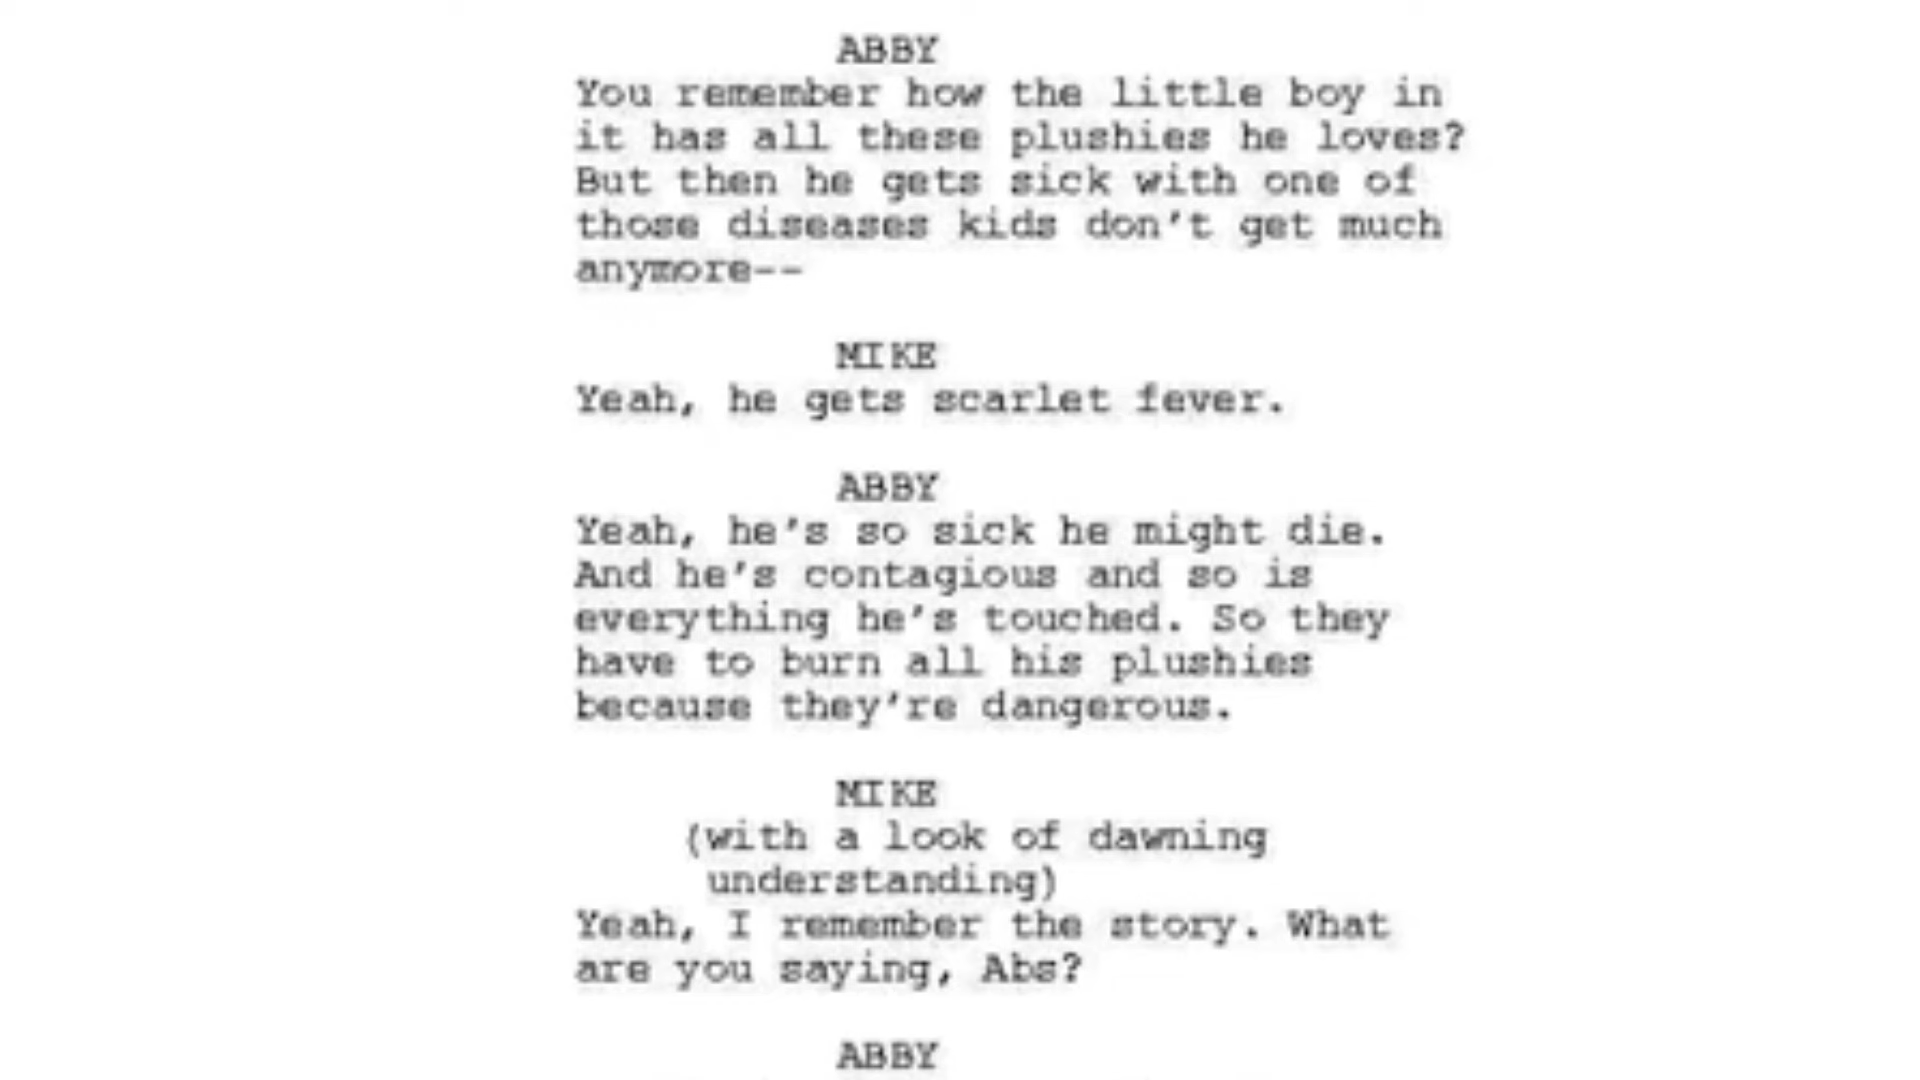 ABBY
You remember how the little boy in
it has all these plushies he loves?
But then he gets sick with one of
those diseases kids don't get much
anymore--
MIKE
Yeah, he gets scarlet fever.
ABBY
Yeah, he's so sick he might die.
And he's contagious and so is
everything he's touched. So they
have to burn all his plushies
because they're dangerous.
MIKE
(with a look of dawning
understanding)
Yeah, I remember the story. What
are you saying, Abs?
ABBY